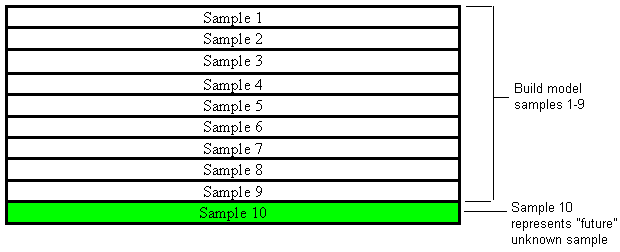 Sample 1
Sample 2
Sample 3
Sample 4
Sample 5
Sample 6
Sample 7
Sample 8
Sample 9
Sample 10
Build model
samples 1-9
Sample 10
represents "future"
unknown sample